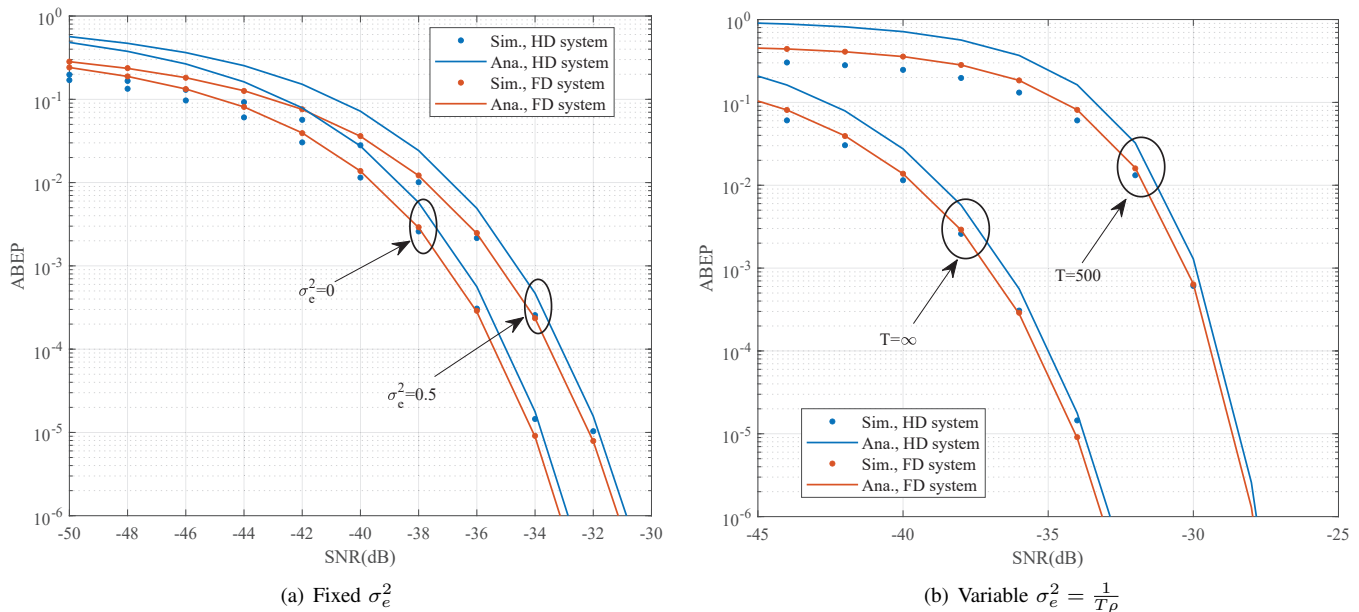 10^0
10^-1
10^-2
10^-3
10^-4
10^-5
10^-6
ABEP
-50 -48 -46 -44 -42 -40 -38 -36 -34 -32 -30
SNR(dB)
Sim., HD system
Ana., HD system
Sim., FD system
Ana., FD system
σ_e^2=0
σ_e^2=0.5
(a) Fixed σ_e^2
10^0
10^-1
10^-2
10^-3
10^-4
10^-5
10^-6
ABEP
-45 -40 -35 -30 -25
SNR(dB)
T=500
T=∞
Sim., HD system
Ana., HD system
Sim., FD system
Ana., FD system
(b) Variable σ_e^2 = 1/Tρ